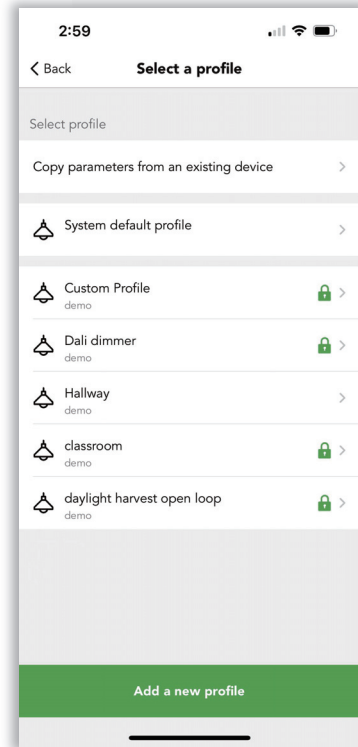 2:59
Back Select a profile
Select profile
Copy parameters from an existing device
System default profile
Custom Profile
demo
Dali dimmer
demo
Hallway
demo
classroom
demo
daylight harvest open loop
demo
Add a new profile